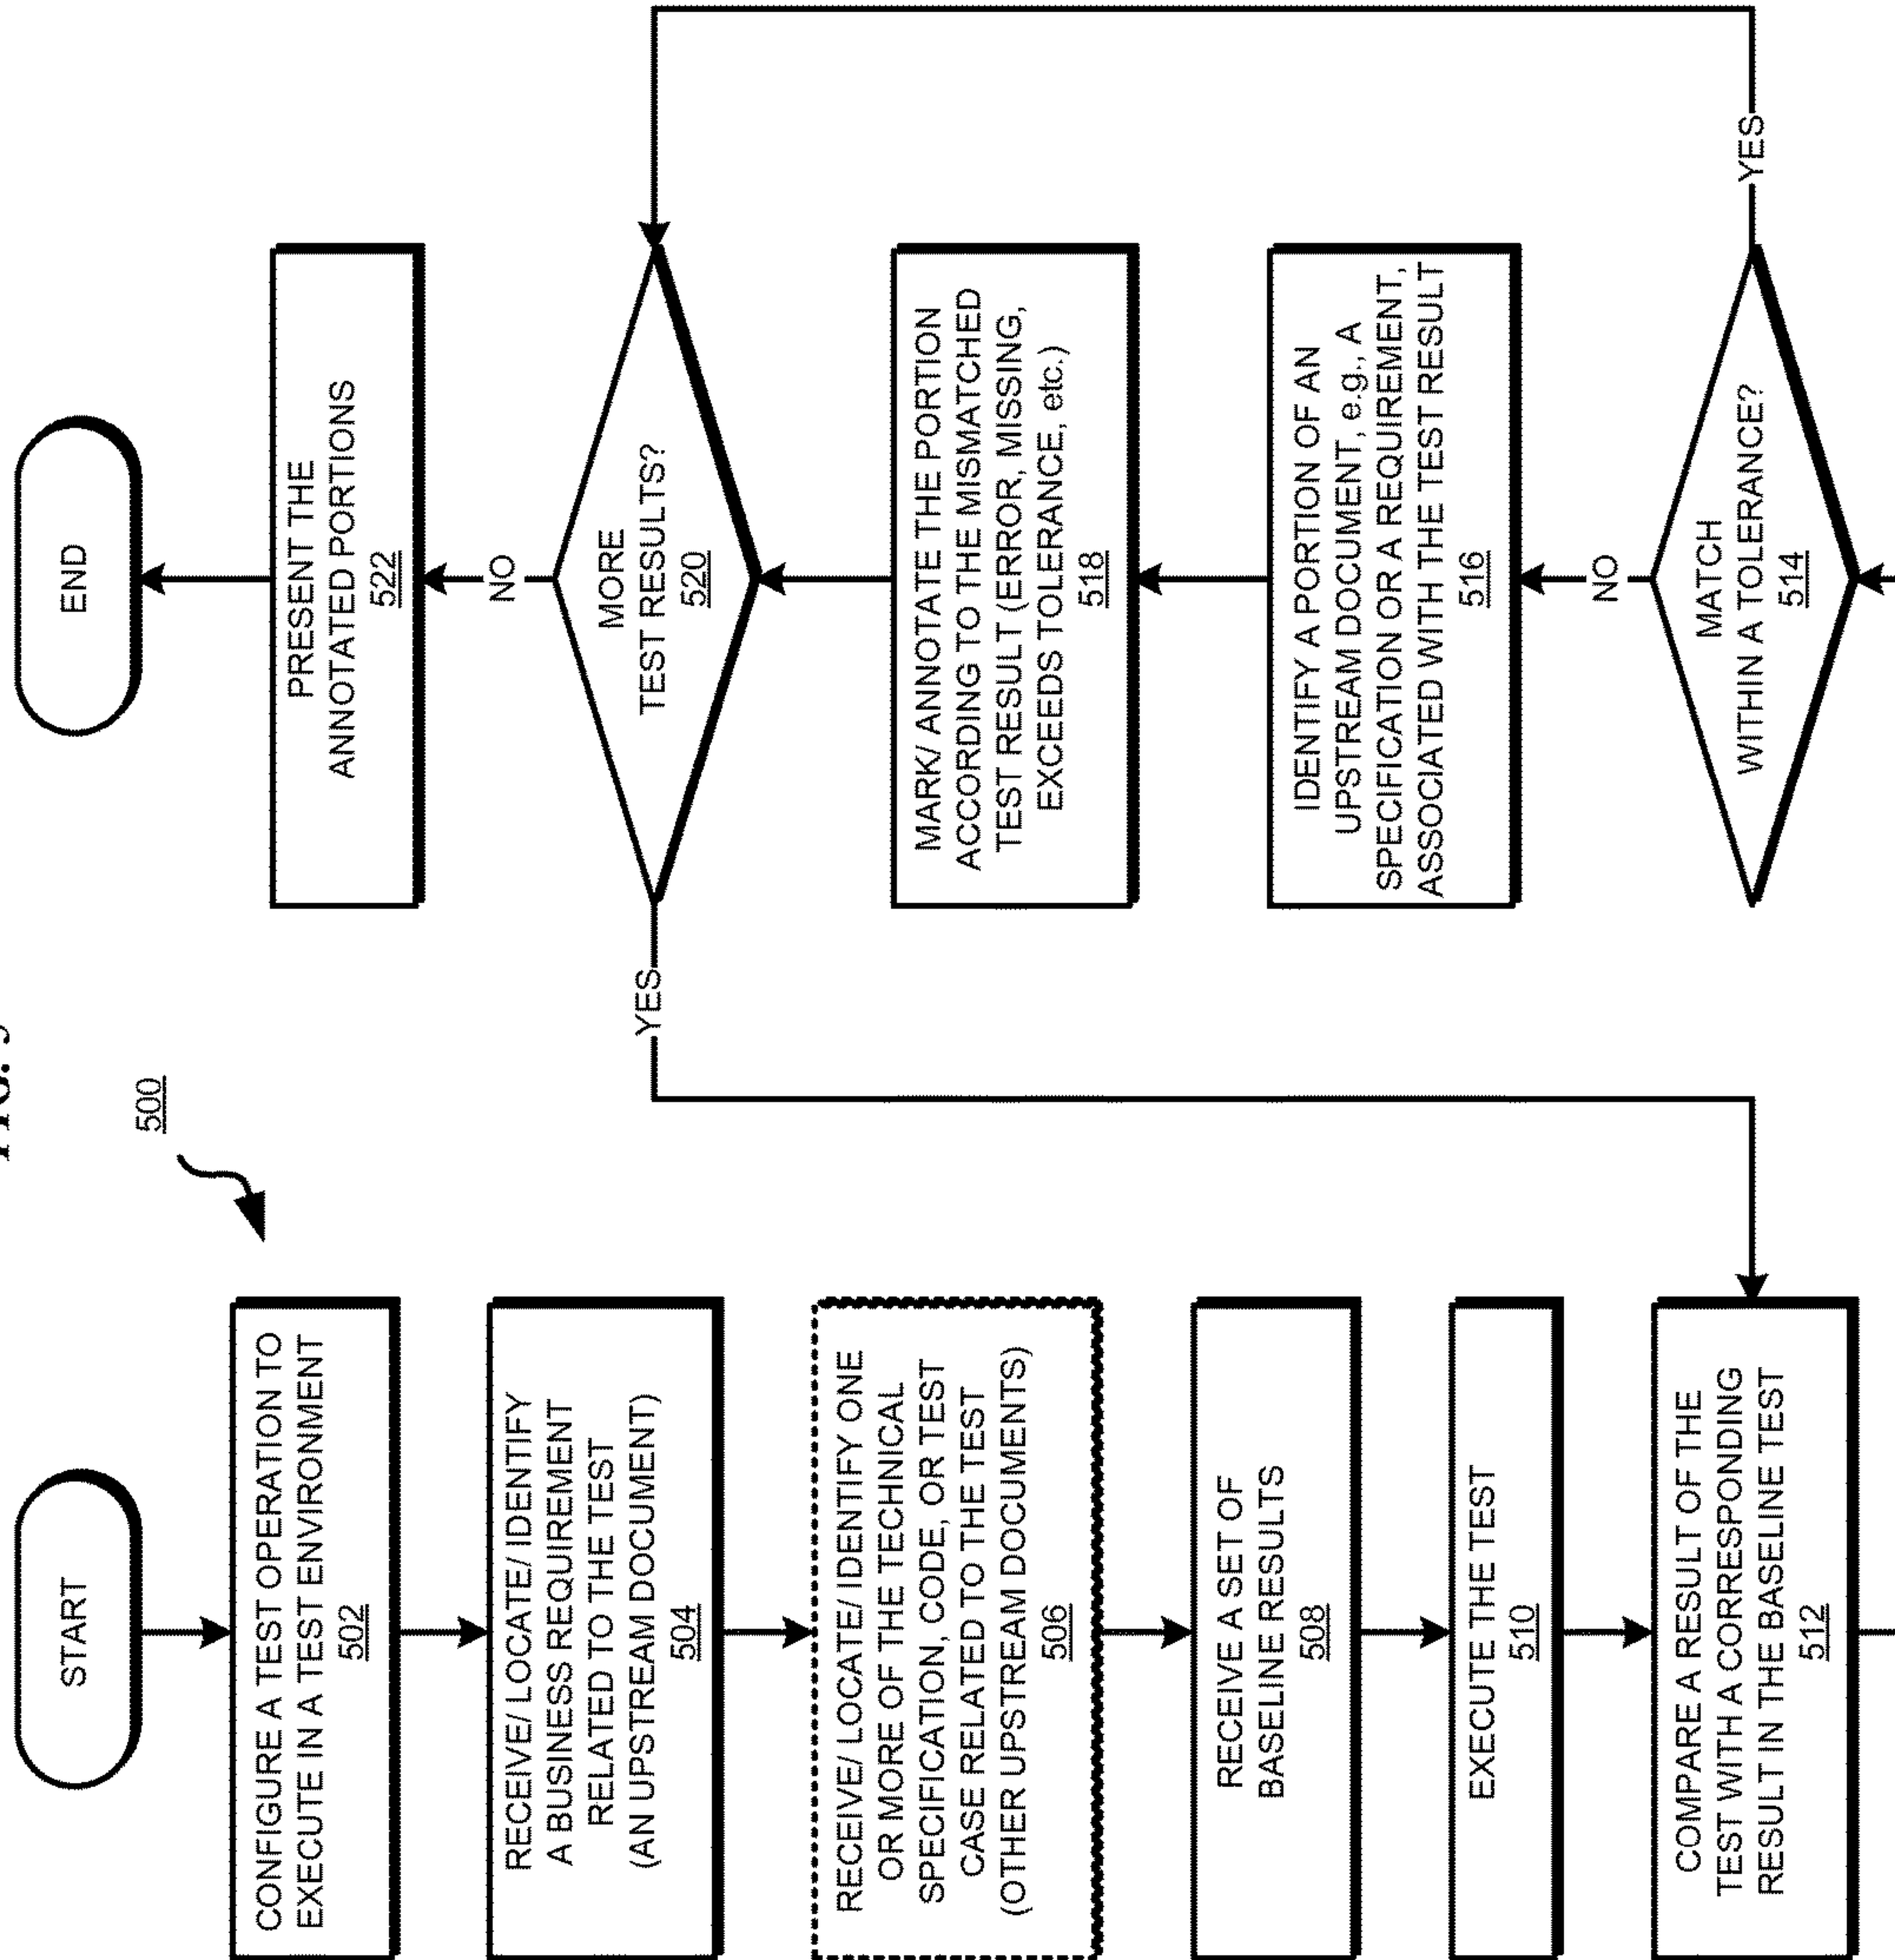 500
START
CONFIGURE A TEST OPERATION TO
EXECUTE IN A TEST ENVIRONMENT
502
RECEIVE/ LOCATE/ IDENTIFY
A BUSINESS REQUIREMENT
RELATED TO THE TEST
(AN UPSTREAM DOCUMENT)
504
RECEIVE/ LOCATE/ IDENTIFY ONE
OR MORE OF THE TECHNICAL
SPECIFICATION, CODE, OR TEST
CASE RELATED TO THE TEST
(OTHER UPSTREAM DOCUMENTS)
506
RECEIVE A SET OF
BASELINE RESULTS
508
EXECUTE THE TEST
510
COMPARE A RESULT OF THE
TEST WITH A CORRESPONDING
RESULT IN THE BASELINE TEST
512
MATCH
WITHIN A TOLERANCE?
514
YES
NO
IDENTIFY A PORTION OF AN
UPSTREAM DOCUMENT, e.g., A
SPECIFICATION OR A REQUIREMENT,
ASSOCIATED WITH THE TEST RESULT
516
MARK/ ANNOTATE THE PORTION
ACCORDING TO THE MISMATCHED
TEST RESULT (ERROR, MISSING,
EXCEEDS TOLERANCE, etc.)
518
MORE
TEST RESULTS?
520
YES
NO
PRESENT THE
ANNOTATED PORTIONS
522
END